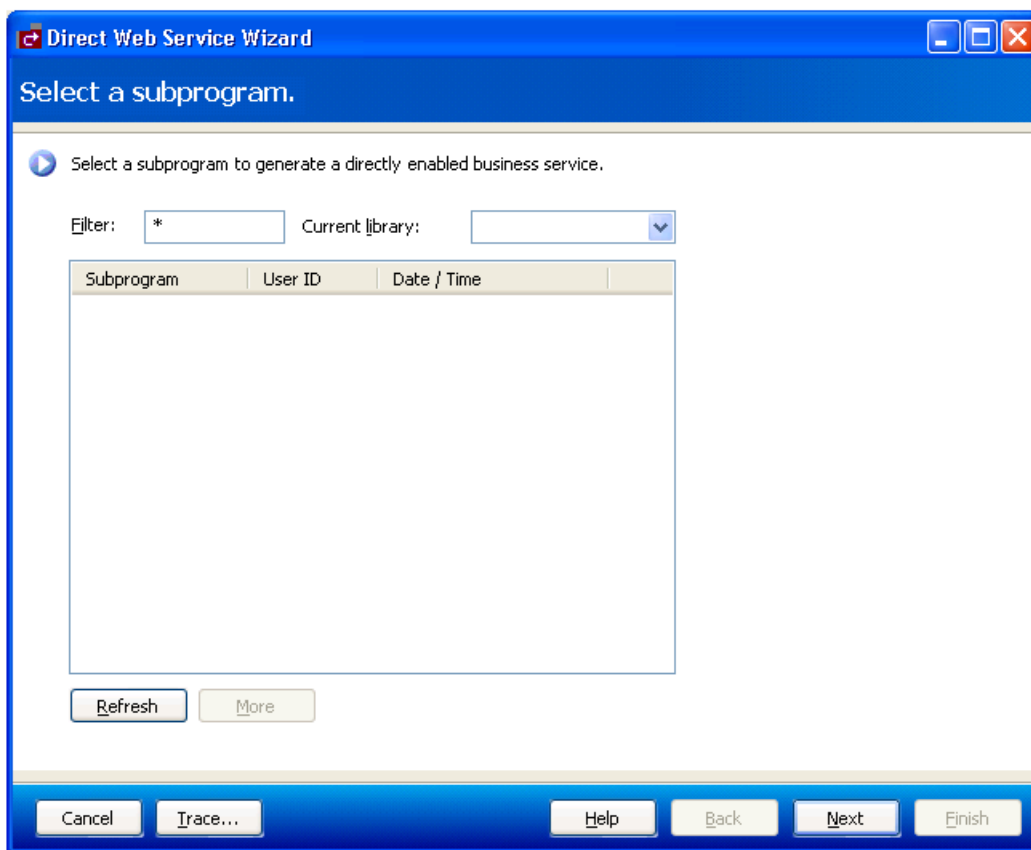 Direct Web Service Wizard
Select a subprogram.
Select a subprogram to generate a directly enabled business service.
Filter: * Current library:
Subprogram User ID Date / Time
Refresh More
Cancel Trace... Help Back Next Finish